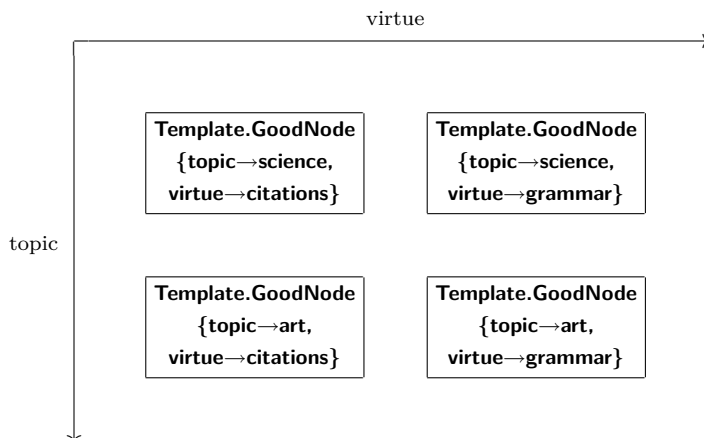 virtue
Template.GoodNode
{topic→science,
virtue→citations}
Template.GoodNode
{topic→science,
virtue→grammar}
topic
Template.GoodNode
{topic→art,
virtue→citations}
Template.GoodNode
{topic→art,
virtue→grammar}